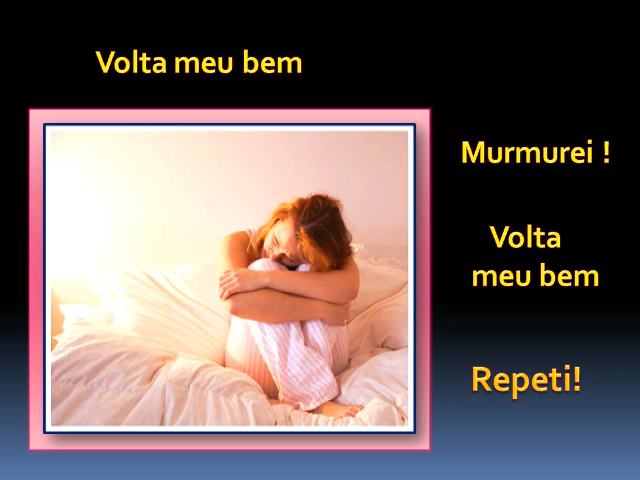 Volta meu bem
Murmurei !
Volta
meu bem
Repeti!